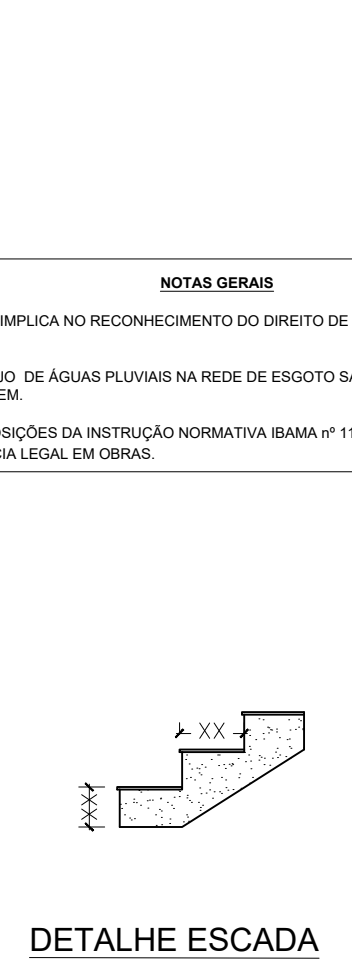 NOTAS GERAIS
IMPLICA NO RECONHECIMENTO DO DIREITO DE
JO DE ÁGUAS PLUVIAIS NA REDE DE ESGOTO SA
EM.
OSIÇÕES DA INSTRUÇÃO NORMATIVA IBAMA nº 11
CIA LEGAL EM OBRAS.
XX
XX
DETALHE ESCADA